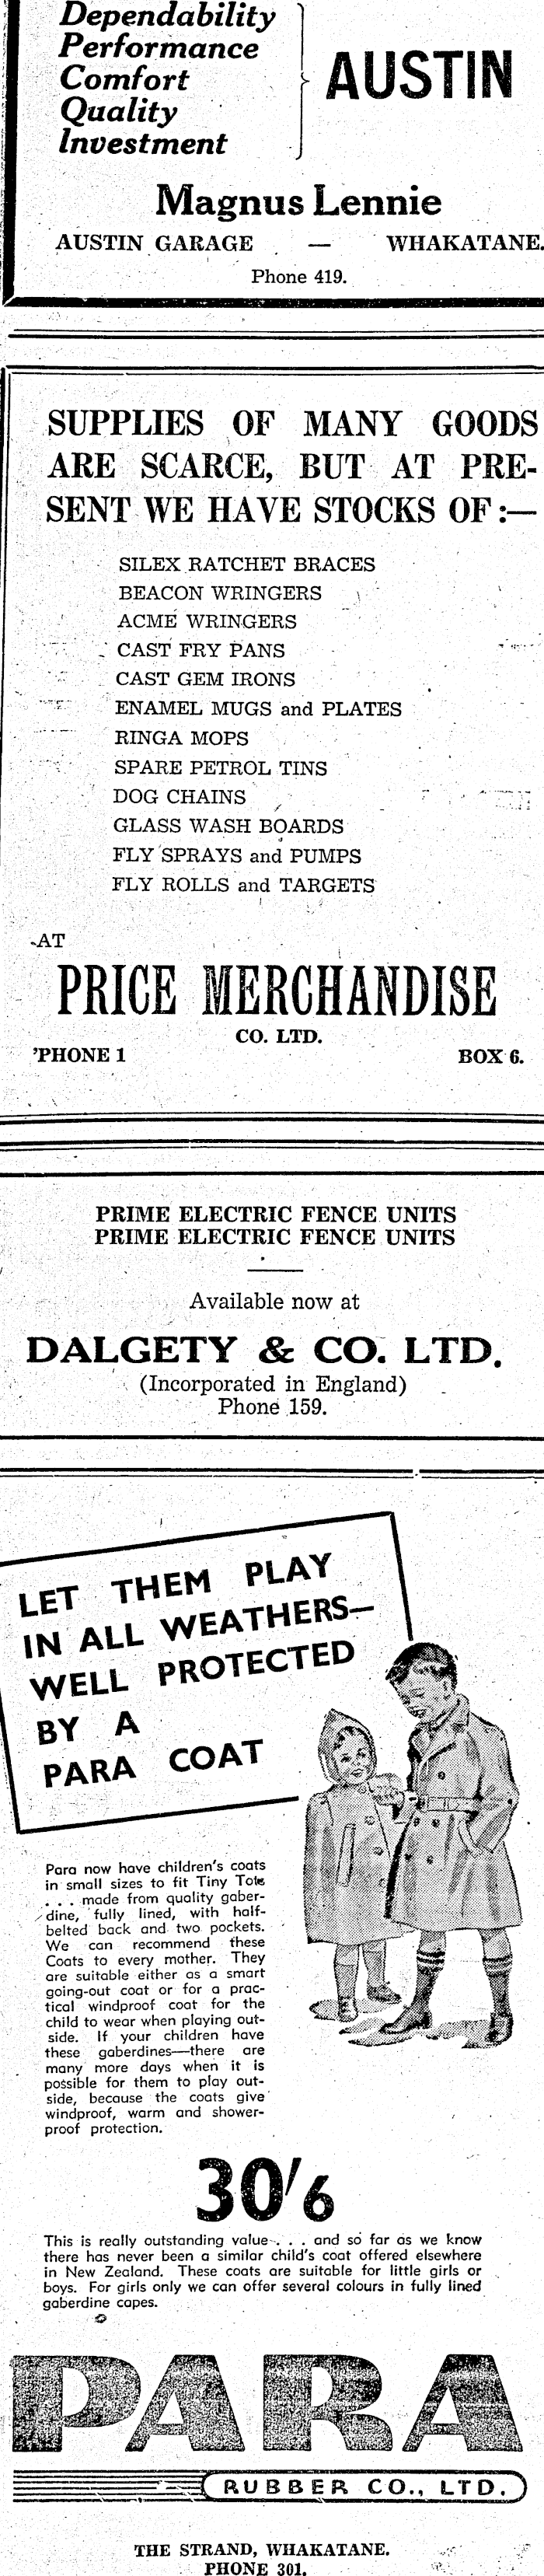 Dependability
Performance
Comfort
Quality
Investment
AUSTIN
Magnus Lennie
AUSTIN GARAGE — WHAKATANE.
Phone 419.
SUPPLIES OF MANY GOODS
ARE SCARCE, BUT AT PRE-
SENT WE HAVE STOCKS OF :—
SILEX RATCHET BRACES
BEACON WRINGERS
ACME WRINGERS
CAST FRY PANS
CAST GEM IRONS
ENAMEL MUGS and PLATES
RINGA MOPS
SPARE PETROL TINS
DOG CHAINS
GLASS WASH BOARDS
FLY SPRAYS and PUMPS
FLY ROLLS and TARGETS
AT
PRICE MERCHANDISE
CO. LTD.
'PHONE 1 BOX 6.
PRIME ELECTRIC FENCE UNITS
PRIME ELECTRIC FENCE UNITS
Available now at
DALGETY & CO. LTD.
(Incorporated in England)
Phone 159.
LET THEM PLAY
IN ALL WEATHERS—
WELL PROTECTED
BY A
PARA COAT
Para now have children's coats
in small sizes to fit Tiny Tots
. . . made from quality gaber-
dine, fully lined, with half-
belted back and two pockets.
We can recommend these
Coats to every mother. They
are suitable either as a smart
going-out coat or for a prac-
tical windproof coat for the
child to wear when playing out-
side. If your children have
these gaberdines—there are
many more days when it is
possible for them to play out-
side, because the coats give
windproof, warm and shower-
proof protection.
30/6
This is really outstanding value . . . and so far as we know
there has never been a similar child's coat offered elsewhere
in New Zealand. These coats are suitable for little girls or
boys. For girls only we can offer several colours in fully lined
gaberdine capes.
PARA
RUBBER CO., LTD.
THE STRAND, WHAKATANE.
PHONE 301.